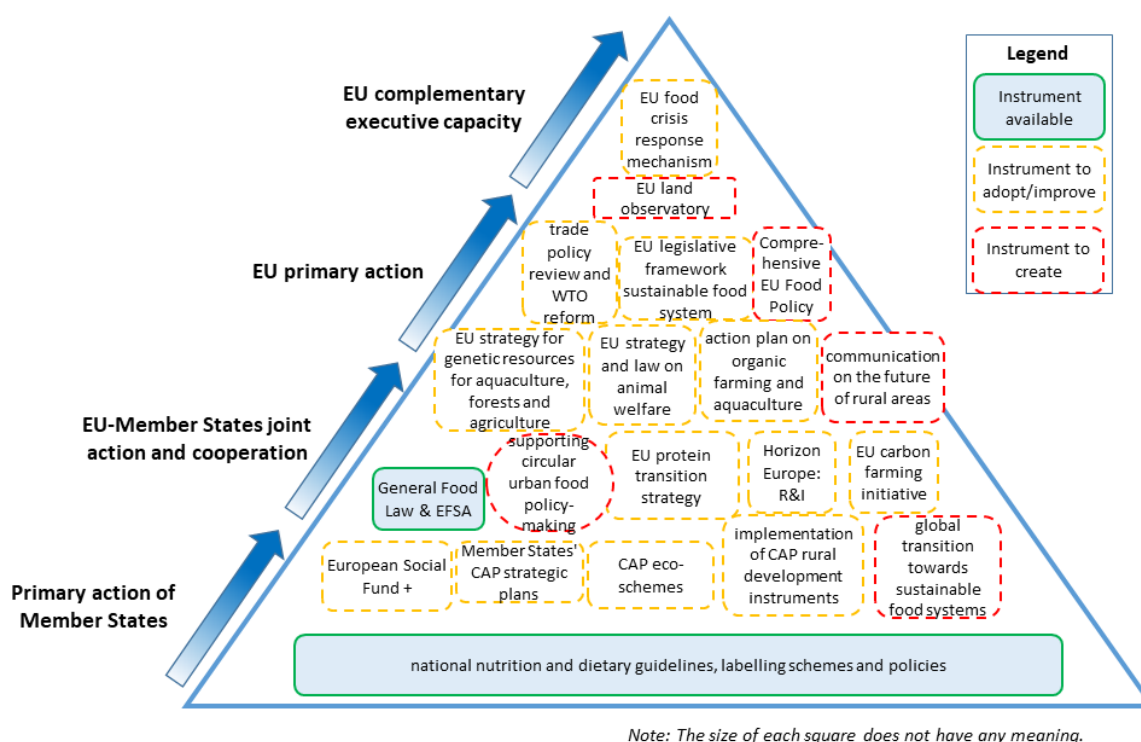 EU complementary
executive capacity
EU primary action
EU-Member States joint
action and cooperation
Primary action of
Member States
EU food
crisis
response
mechanism
EU land
observatory
trade
policy
review and
WTO
reform
EU legislative
framework
sustainable food
system
Compre-
hensive
EU Food
Policy
EU strategy for
genetic resources
for aquaculture,
forests and
agriculture
EU strategy
and law on
animal
welfare
action plan on
organic
farming and
aquaculture
communication
on the future
of rural areas
General Food
Law & EFSA
supporting
circular
urban food
policy-
making
EU protein
transition
strategy
Horizon
Europe:
R&I
EU carbon
farming
initiative
European Social
Fund +
Member States'
CAP strategic
plans
CAP eco-
schemes
implementation
of CAP rural
development
instruments
global
transition
towards
sustainable
food systems
national nutrition and dietary guidelines, labelling schemes and policies
Legend
Instrument
available
Instrument to
adopt/improve
Instrument to
create
Note: The size of each square does not have any meaning.